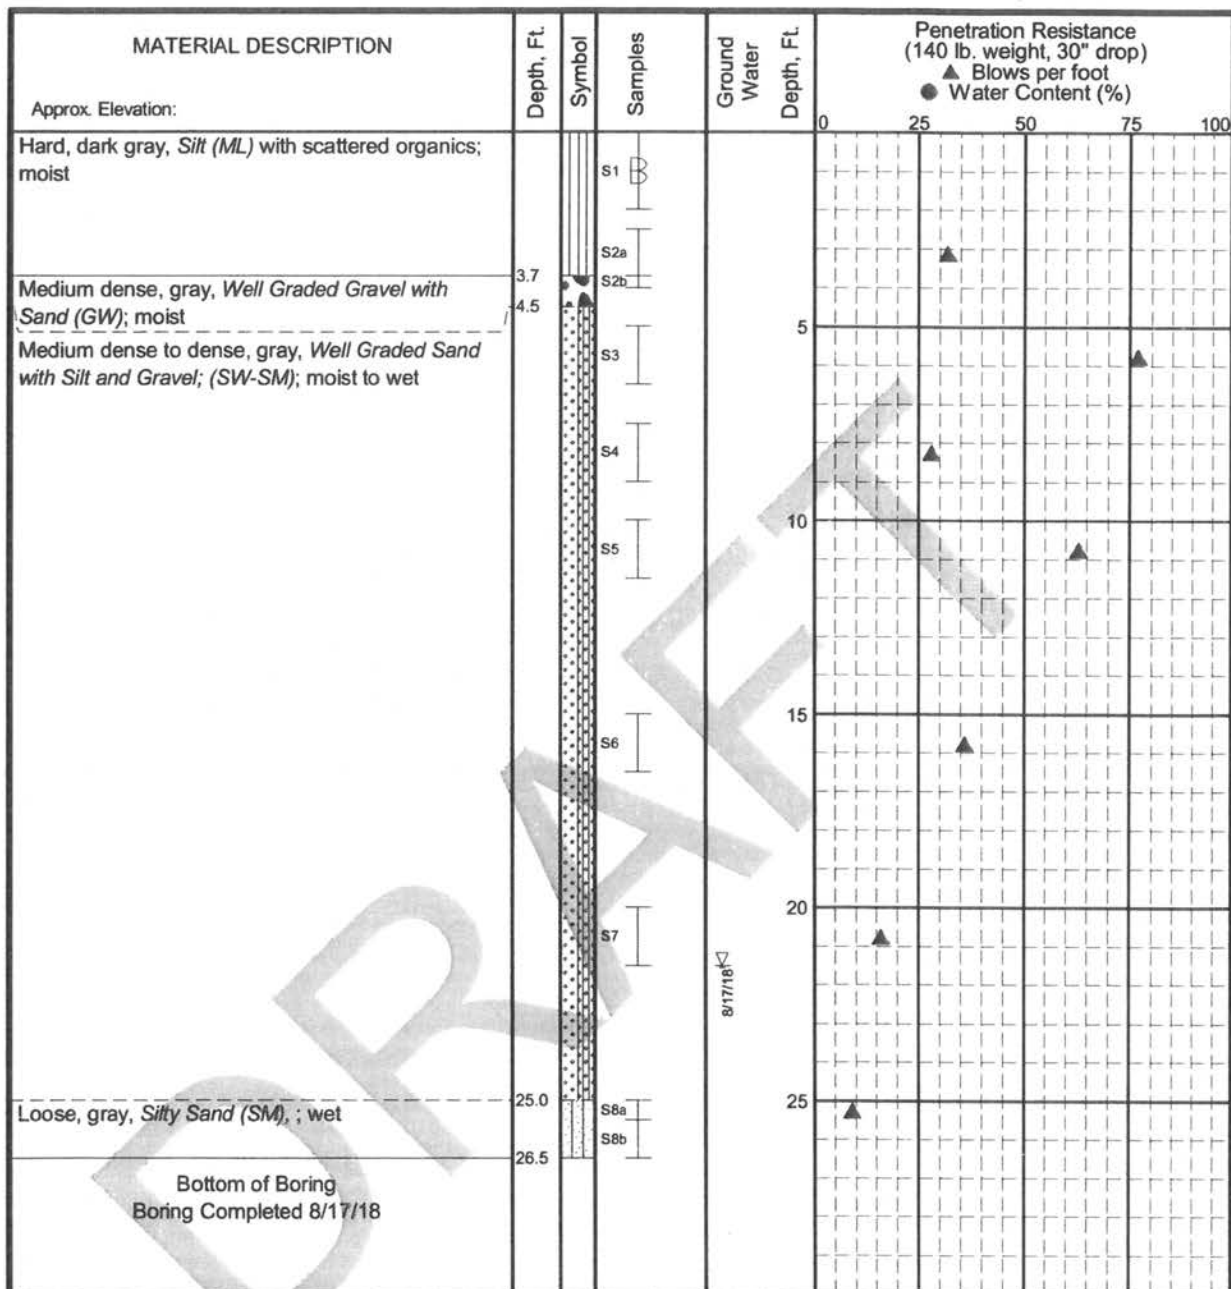 MATERIAL DESCRIPTION
Approx. Elevation:
Depth, Ft.
Symbol
Samples
Ground
Water
Depth, Ft.
Penetration Resistance
(140 lb. weight, 30" drop)
▲ Blows per foot
● Water Content (%)
0 25 50 75 100
Hard, dark gray, Silt (ML) with scattered organics;
moist
S1
S2a
3.7
S2b
Medium dense, gray, Well Graded Gravel with
Sand (GW); moist
4.5
5
Medium dense to dense, gray, Well Graded Sand
with Silt and Gravel; (SW-SM); moist to wet
S3
S4
10
S5
15
S6
20
S7
8/17/18
25.0
25
Loose, gray, Silty Sand (SM), ; wet
S8a
S8b
26.5
Bottom of Boring
Boring Completed 8/17/18
DRAFT